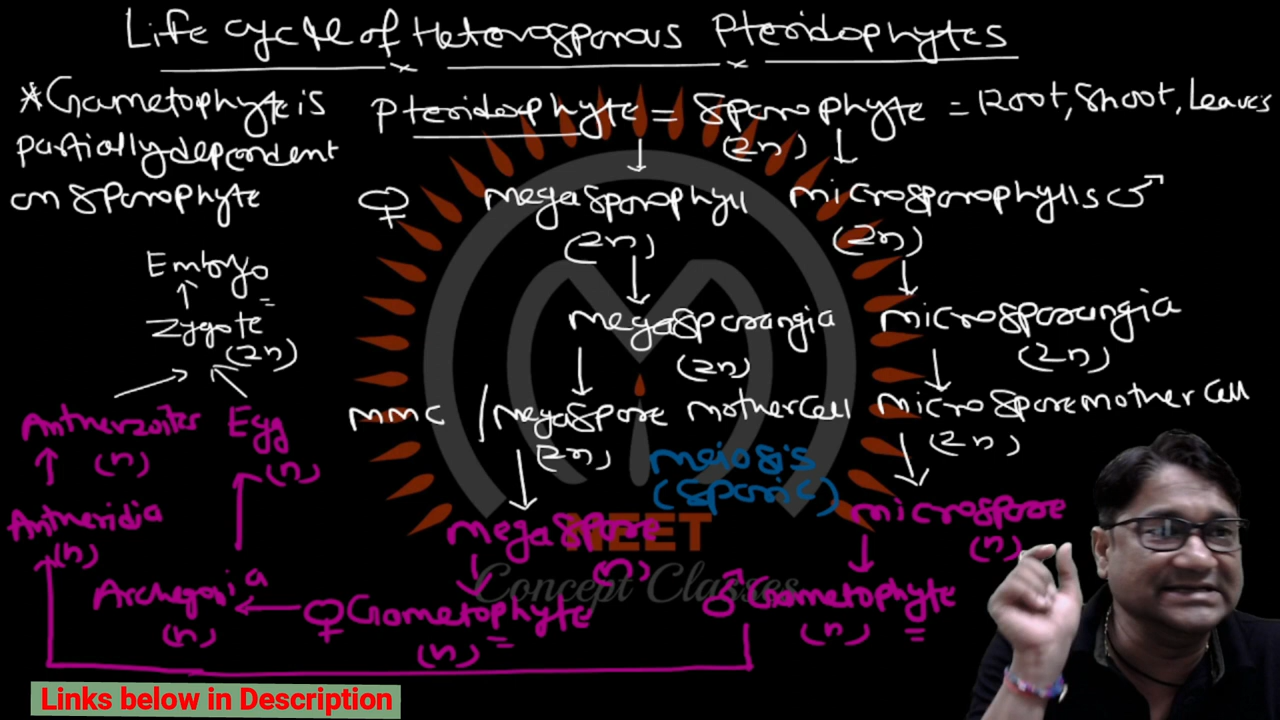 Life cycle of Heterosporous Pteridophytes
*Gametophyte is
partially dependent
on sporophyte
Pteridophyte = sporophyte = Root, Shoot, Leaves
(2n)
♀ megasporophyll microsporophylls ♂
(2n) (2n)
Embryo
Zygote
(2n)
megasporangia microsporangia
(2n) (2n)
MMC / megaspore mother cell microspore mother cell
(2n) (2n)
Antherzoites Egg
(n) (n)
meiosis
(sporic)
megaspore microspore
(n) (n)
Antheridia
(n)
Archegonia
(n)
♀ Gametophyte ♂ Gametophyte
(n) (n)
NEET
Concept Classes
Links below in Description